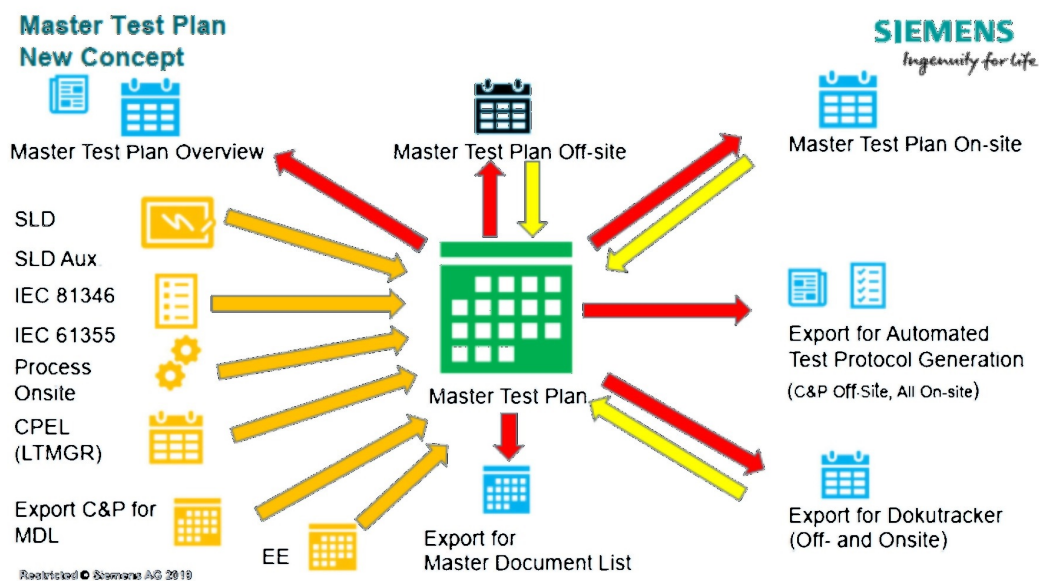 Master Test Plan
New Concept
SIEMENS
Ingenuity for life
Master Test Plan Overview
Master Test Plan Off-site
Master Test Plan On-site
SLD
SLD Aux
IEC 81346
IEC 61355
Process
Onsite
CPEL
(LTMGR)
Export C&P for
MDL
EE
Master Test Plan
Export for
Master Document List
Export for Automated
Test Protocol Generation
(C&P Off-Site, All On-site)
Export for Dokutracker
(Off- and Onsite)
Restricted © Siemens AG 2019